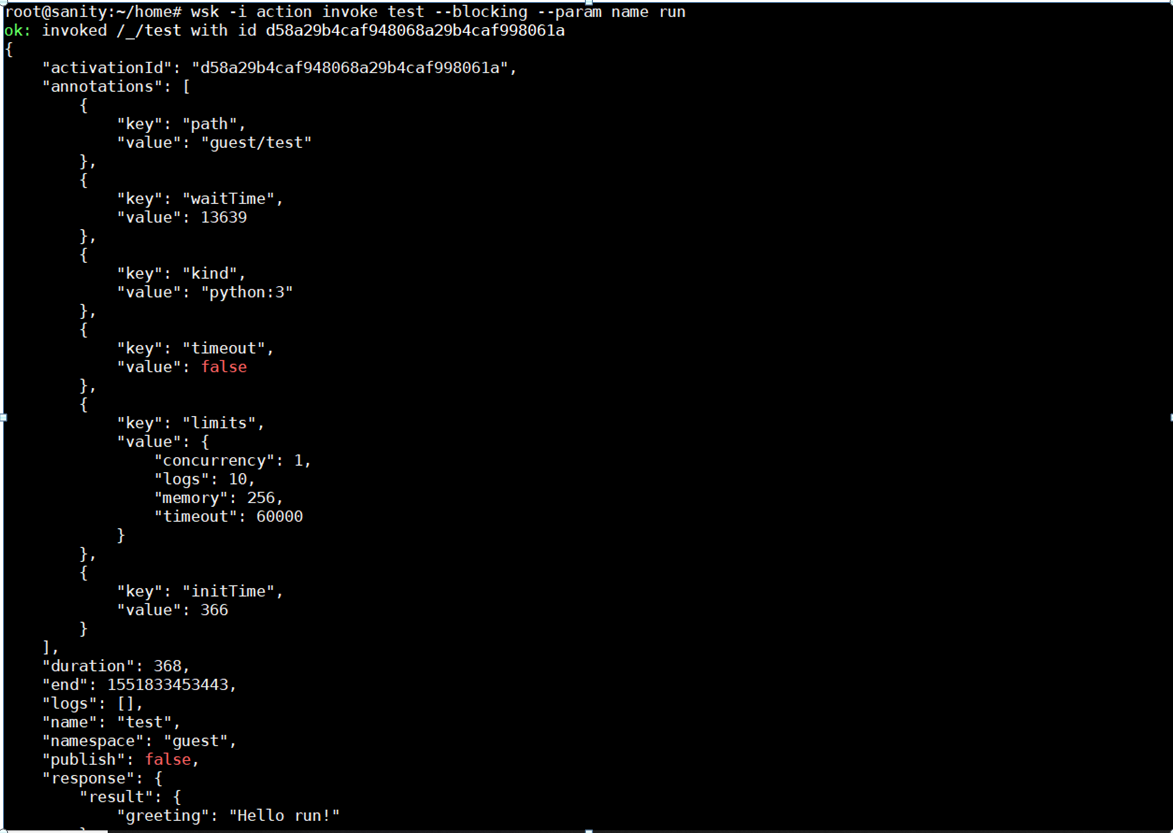 root@sanity:~/home# wsk -i action invoke test --blocking --param name run
ok: invoked /_/test with id d58a29b4caf948068a29b4caf998061a
{
    "activationId": "d58a29b4caf948068a29b4caf998061a",
    "annotations": [
        {
            "key": "path",
            "value": "guest/test"
        },
        {
            "key": "waitTime",
            "value": 13639
        },
        {
            "key": "kind",
            "value": "python:3"
        },
        {
            "key": "timeout",
            "value": false
        },
        {
            "key": "limits",
            "value": {
                "concurrency": 1,
                "logs": 10,
                "memory": 256,
                "timeout": 60000
            }
        },
        {
            "key": "initTime",
            "value": 366
        }
    ],
    "duration": 368,
    "end": 1551833453443,
    "logs": [],
    "name": "test",
    "namespace": "guest",
    "publish": false,
    "response": {
        "result": {
            "greeting": "Hello run!"